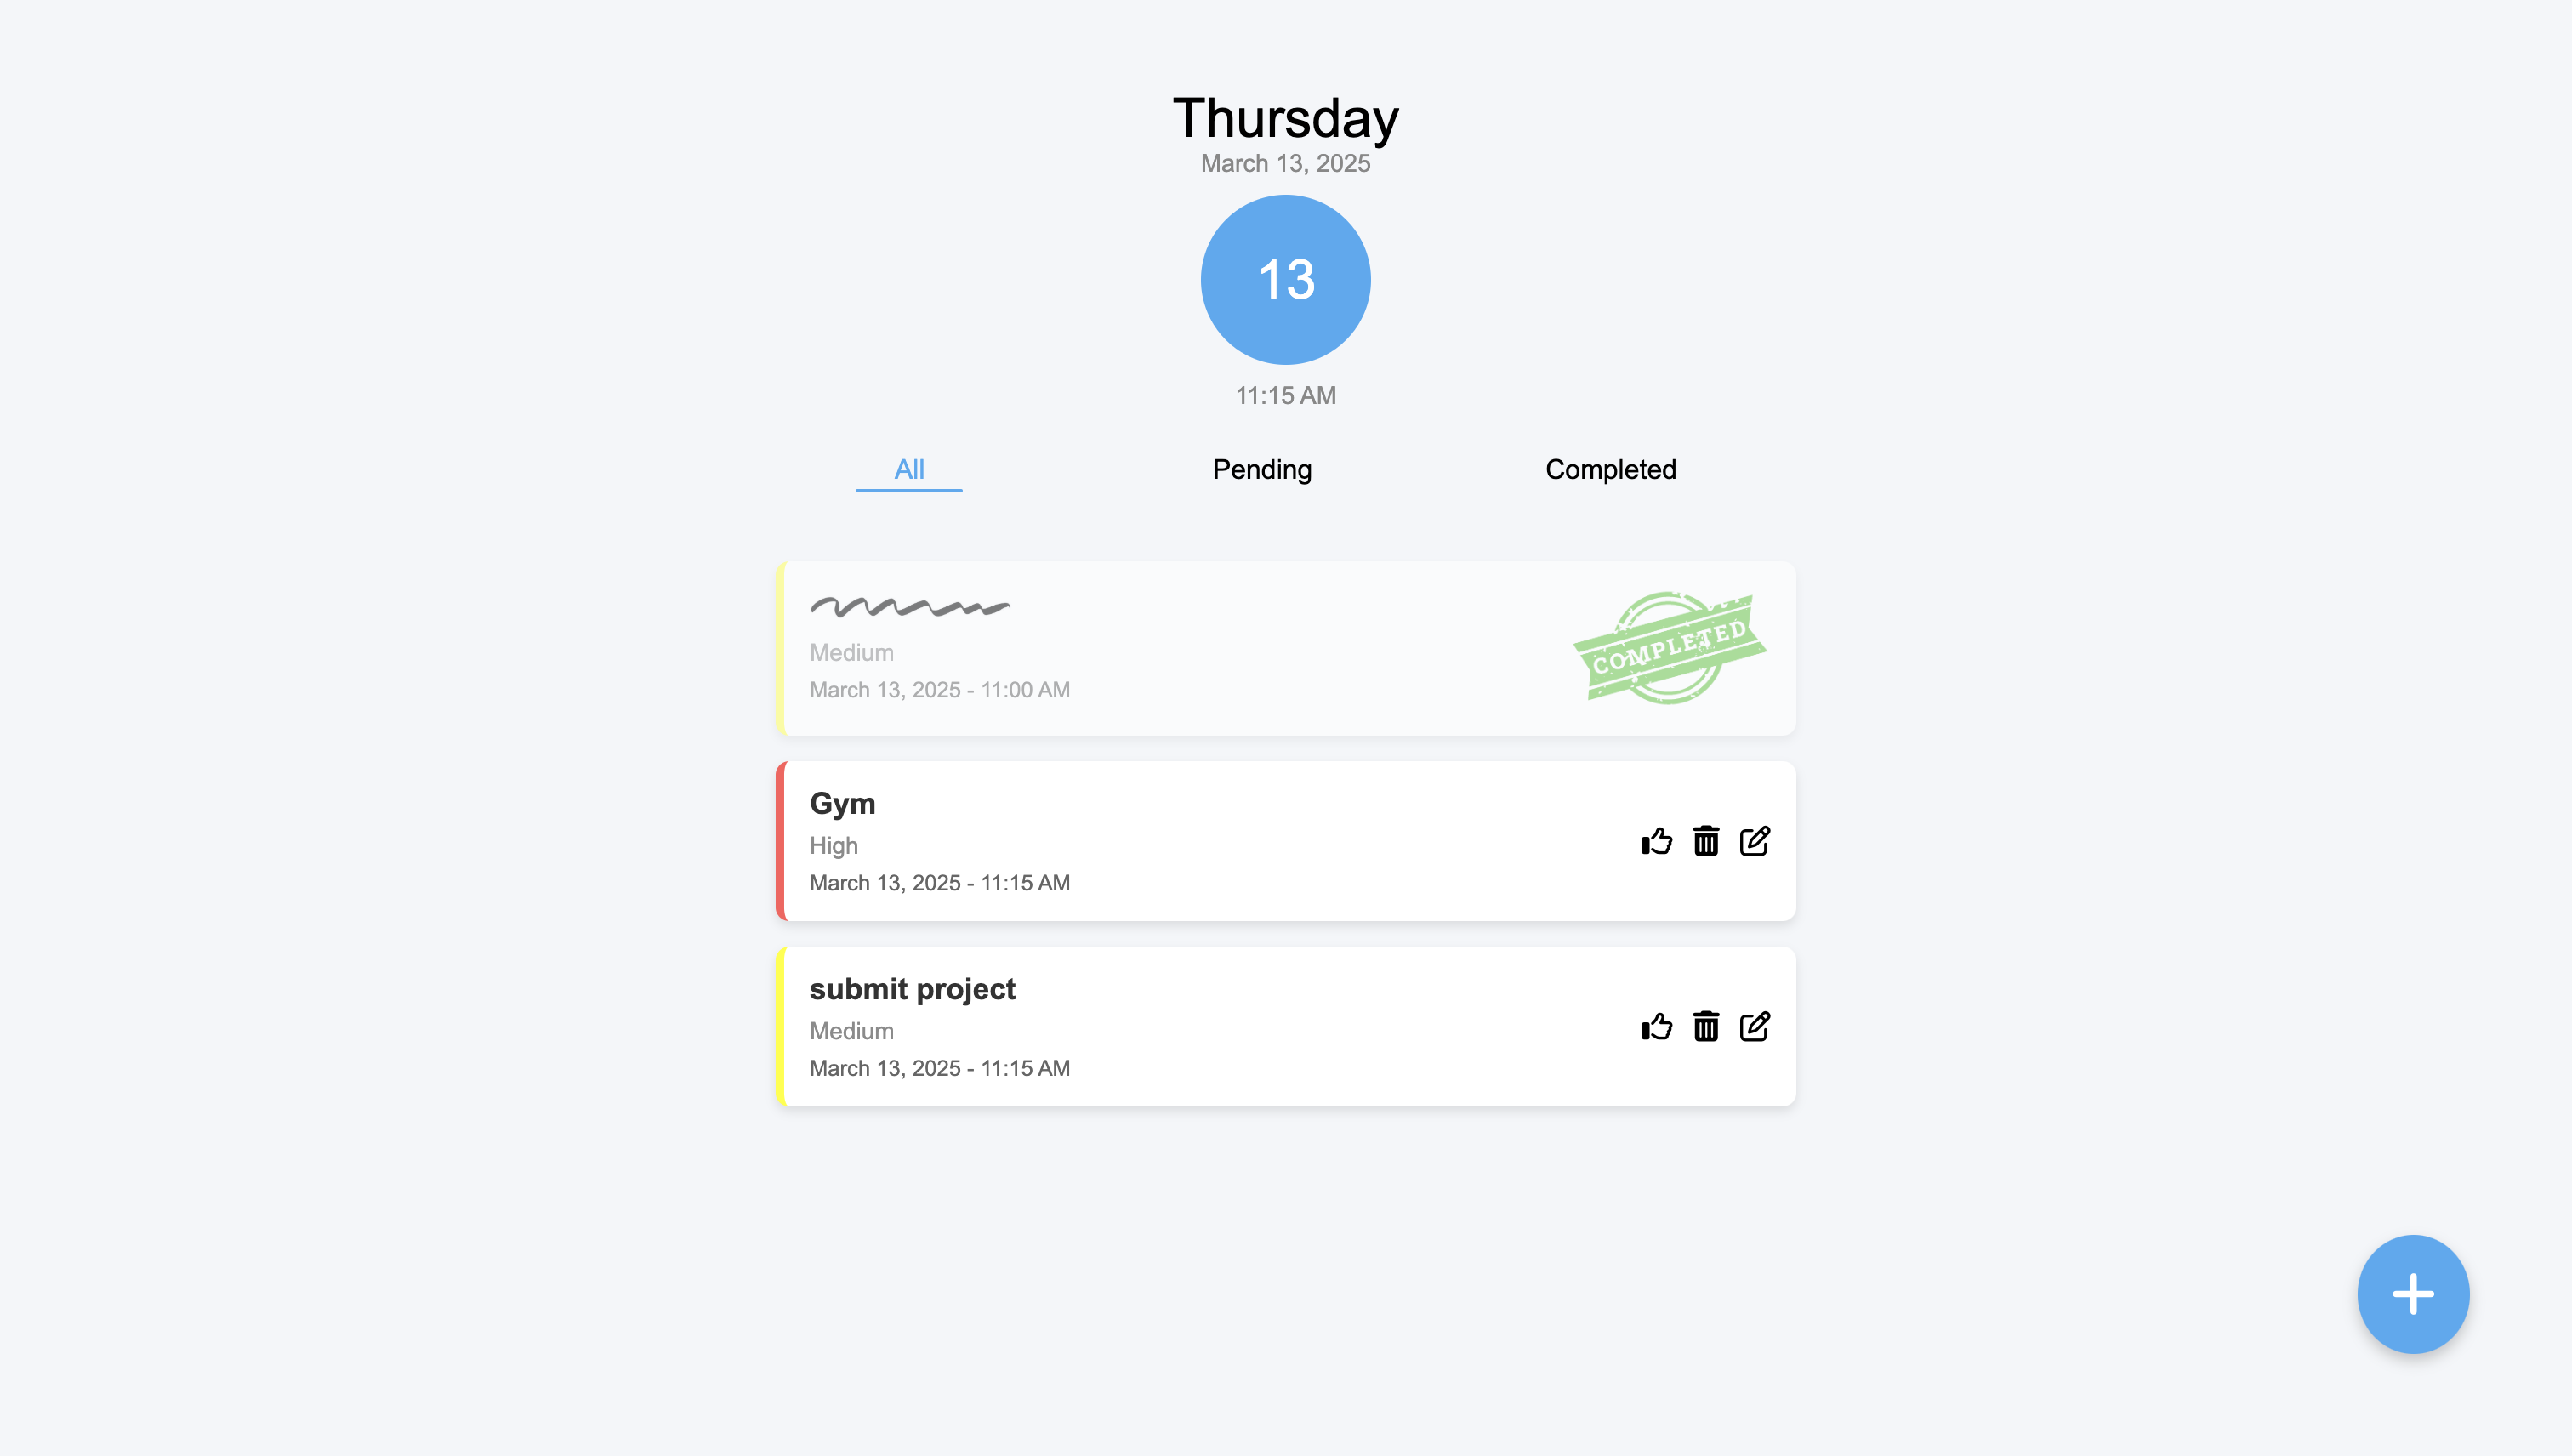 Thursday
March 13, 2025
13
11:15 AM
All Pending Completed
COMPLETED
Medium
March 13, 2025 - 11:00 AM
Gym
High
March 13, 2025 - 11:15 AM
submit project
Medium
March 13, 2025 - 11:15 AM